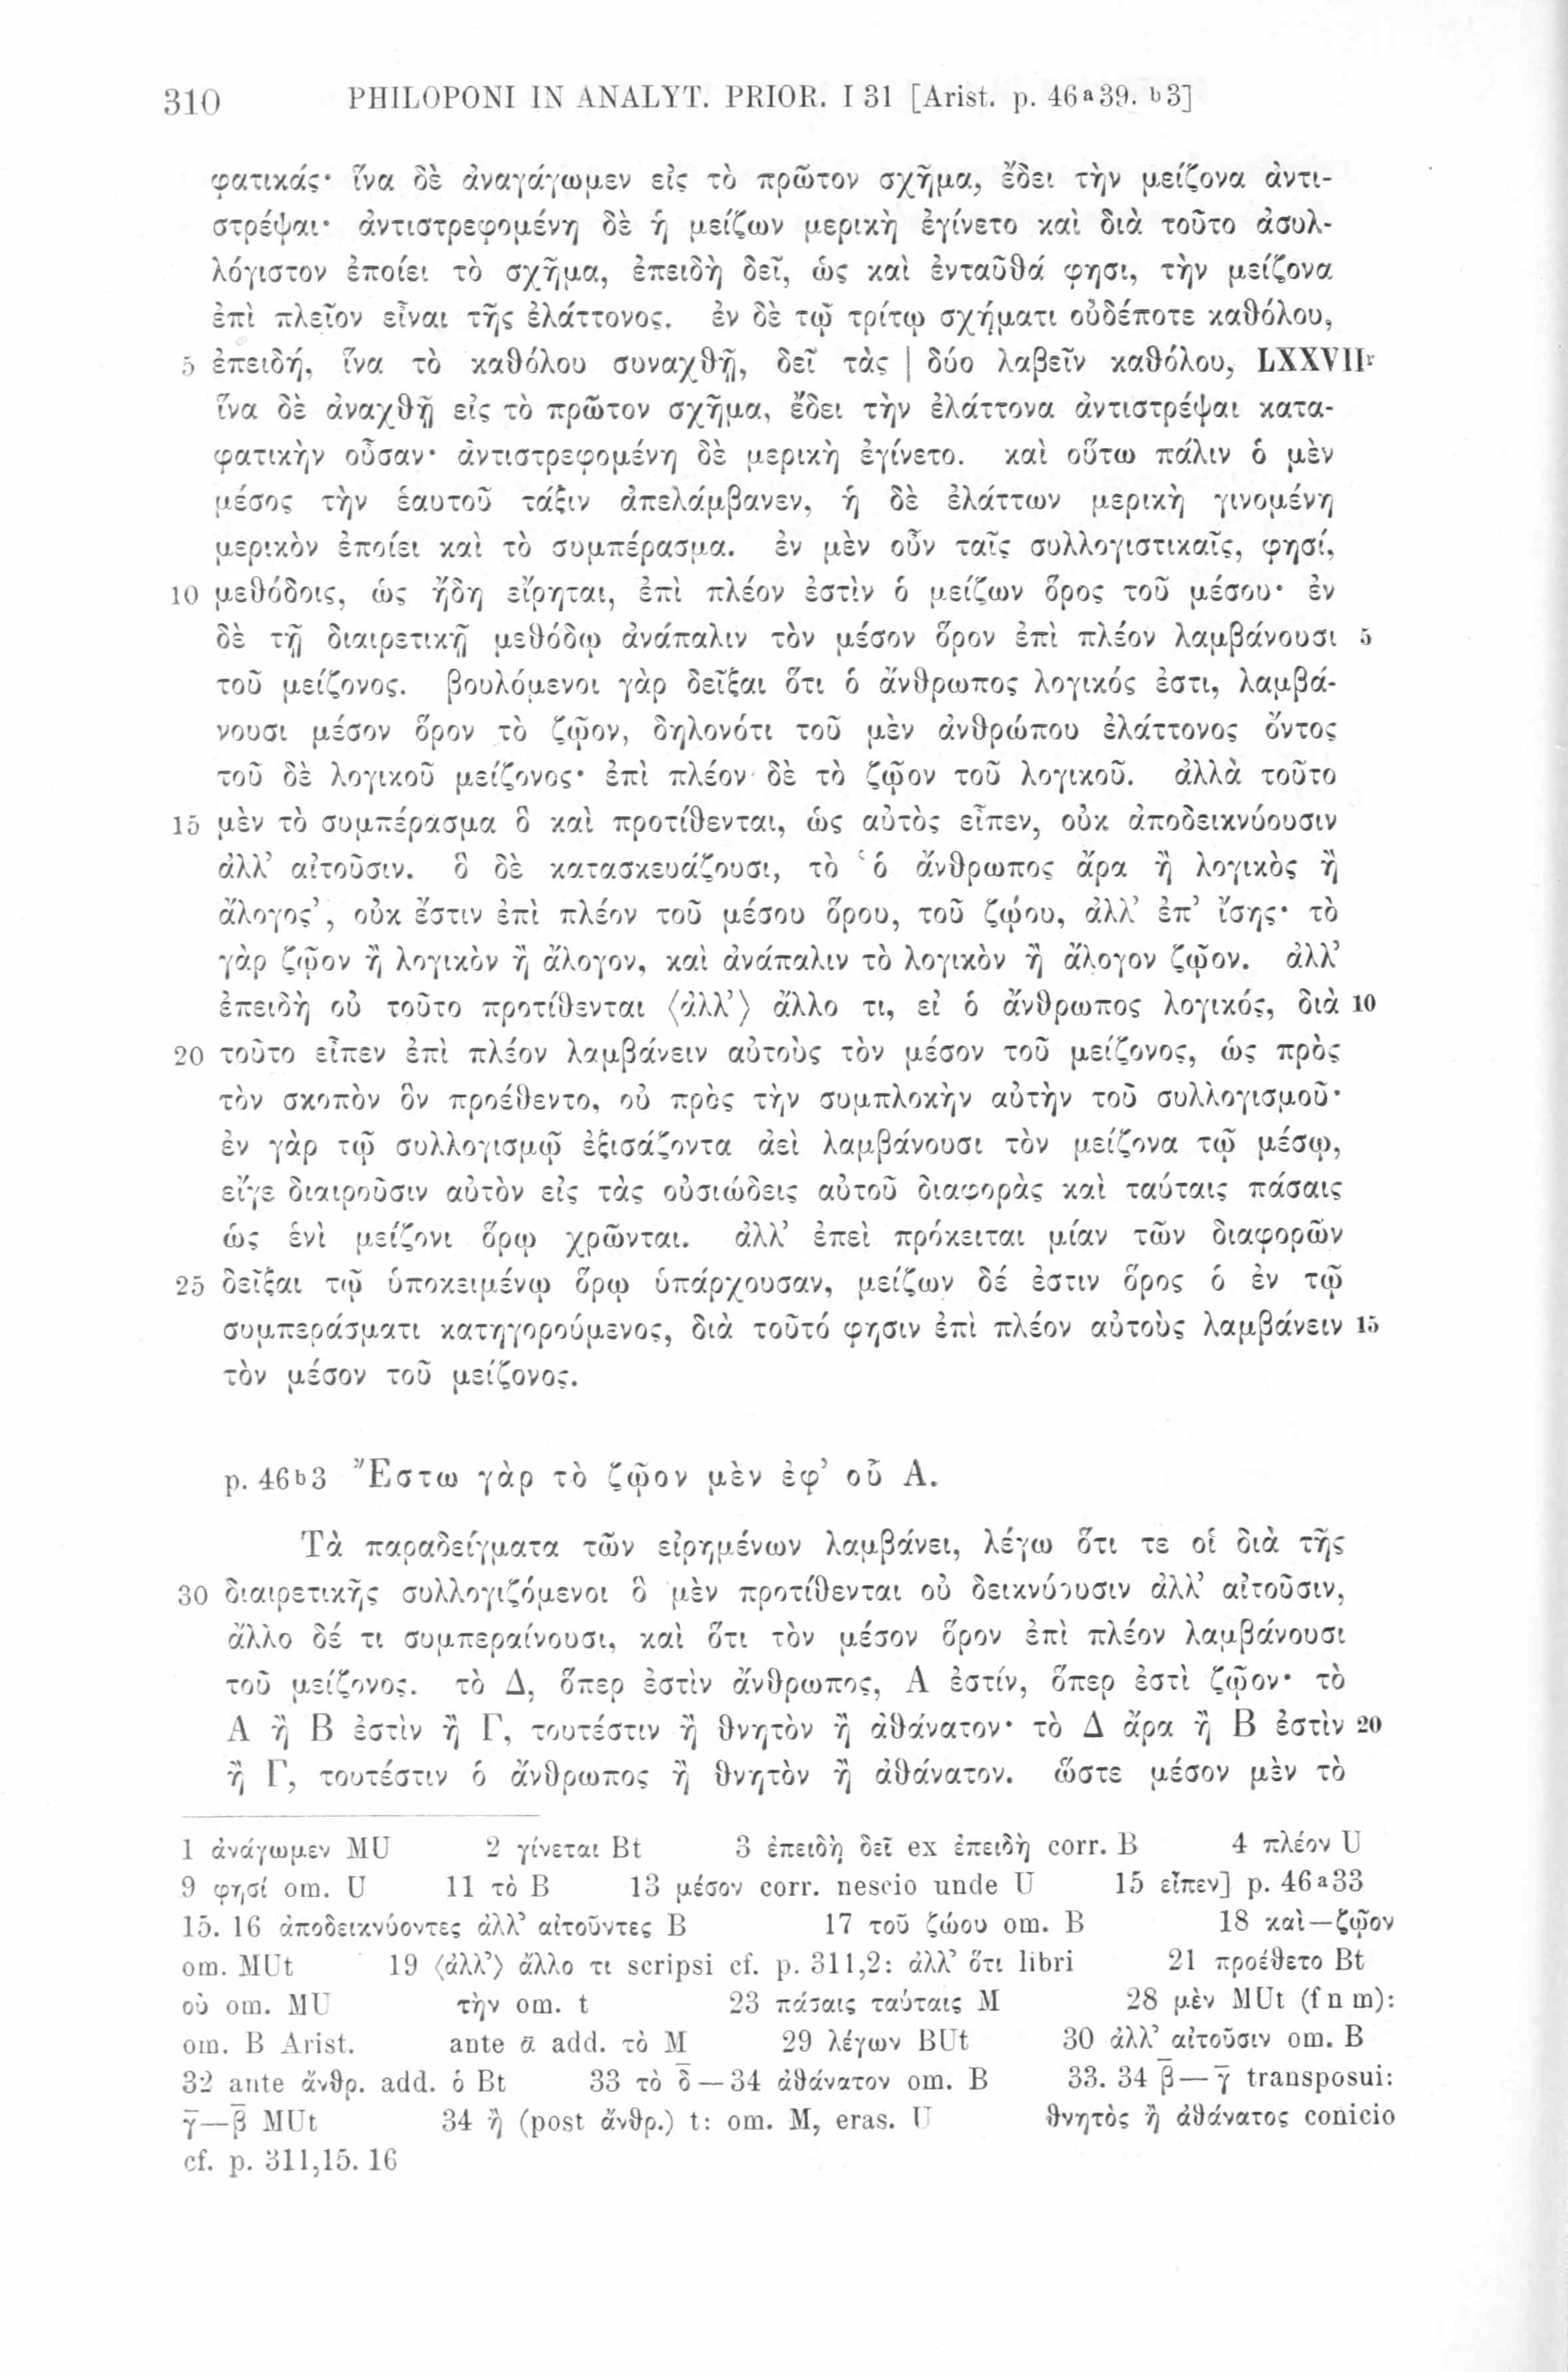 310 PHILOPONI IN ANALYT. PRIOR. I 31 [Arist. p. 46ᵃ39. ᵇ3]
φατικάς· ἵνα δὲ ἀναγάγωμεν εἰς τὸ πρῶτον σχῆμα, ἔδει τὴν μείζονα ἀντι-
στρέψαι· ἀντιστρεφομένη δὲ ἡ μείζων μερικὴ ἐγίνετο καὶ διὰ τοῦτο ἀσυλ-
λόγιστον ἐποίει τὸ σχῆμα, ἐπειδὴ δεῖ, ὡς καὶ ἐνταῦθά φησι, τὴν μείζονα
ἐπὶ πλεῖον εἶναι τῆς ἐλάττονος. ἐν δὲ τῷ τρίτῳ σχήματι οὐδέποτε καθόλου,
5 ἐπειδή, ἵνα τὸ καθόλου συναχθῇ, δεῖ τὰς | δύο λαβεῖν καθόλου, LXXVIIʳ
ἵνα δὲ ἀναχθῇ εἰς τὸ πρῶτον σχῆμα, ἔδει τὴν ἐλάττονα ἀντιστρέψαι κατα-
φατικὴν οὖσαν· ἀντιστρεφομένη δὲ μερικὴ ἐγίνετο. καὶ οὕτω πάλιν ὁ μὲν
μέσος τὴν ἑαυτοῦ τάξιν ἀπελάμβανεν, ἡ δὲ ἐλάττων μερικὴ γινομένη
μερικὸν ἐποίει καὶ τὸ συμπέρασμα. ἐν μὲν οὖν ταῖς συλλογιστικαῖς, φησί,
10 μεθόδοις, ὡς ἤδη εἴρηται, ἐπὶ πλέον ἐστὶν ὁ μείζων ὅρος τοῦ μέσου· ἐν
δὲ τῇ διαιρετικῇ μεθόδῳ ἀνάπαλιν τὸν μέσον ὅρον ἐπὶ πλέον λαμβάνουσι 5
τοῦ μείζονος. βουλόμενοι γὰρ δεῖξαι ὅτι ὁ ἄνθρωπος λογικός ἐστι, λαμβά-
νουσι μέσον ὅρον τὸ ζῷον, δηλονότι τοῦ μὲν ἀνθρώπου ἐλάττονος ὄντος
τοῦ δὲ λογικοῦ μείζονος· ἐπὶ πλέον δὲ τὸ ζῷον τοῦ λογικοῦ. ἀλλὰ τοῦτο
15 μὲν τὸ συμπέρασμα ὃ καὶ προτίθενται, ὡς αὐτὸς εἶπεν, οὐκ ἀποδεικνύουσιν
ἀλλ’ αἰτοῦσιν. ὃ δὲ κατασκευάζουσι, τὸ ‘ὁ ἄνθρωπος ἄρα ἢ λογικὸς ἢ
ἄλογος’, οὐκ ἔστιν ἐπὶ πλέον τοῦ μέσου ὅρου, τοῦ ζῴου, ἀλλ’ ἐπ’ ἴσης· τὸ
γὰρ ζῷον ἢ λογικὸν ἢ ἄλογον, καὶ ἀνάπαλιν τὸ λογικὸν ἢ ἄλογον ζῷον. ἀλλ’
ἐπειδὴ οὐ τοῦτο προτίθενται ⟨ἀλλ’⟩ ἄλλο τι, εἰ ὁ ἄνθρωπος λογικός, διὰ 10
20 τοῦτο εἶπεν ἐπὶ πλέον λαμβάνειν αὐτοὺς τὸν μέσον τοῦ μείζονος, ὡς πρὸς
τὸν σκοπὸν ὃν προέθεντο, οὐ πρὸς τὴν συμπλοκὴν αὐτὴν τοῦ συλλογισμοῦ·
ἐν γὰρ τῷ συλλογισμῷ ἐξισάζοντα ἀεὶ λαμβάνουσι τὸν μείζονα τῷ μέσῳ,
εἴγε διαιροῦσιν αὐτὸν εἰς τὰς οὐσιώδεις αὐτοῦ διαφορὰς καὶ ταύταις πάσαις
ὡς ἑνὶ μείζονι ὅρῳ χρῶνται. ἀλλ’ ἐπεὶ πρόκειται μίαν τῶν διαφορῶν
25 δεῖξαι τῷ ὑποκειμένῳ ὅρῳ ὑπάρχουσαν, μείζων δέ ἐστιν ὅρος ὁ ἐν τῷ
συμπεράσματι κατηγορούμενος, διὰ τοῦτό φησιν ἐπὶ πλέον αὐτοὺς λαμβάνειν 15
τὸν μέσον τοῦ μείζονος.
p. 46ᵇ3 Ἔστω γὰρ τὸ ζῷον μὲν ἐφ’ οὗ Α.
Τὰ παραδείγματα τῶν εἰρημένων λαμβάνει, λέγω ὅτι τε οἱ διὰ τῆς
30 διαιρετικῆς συλλογιζόμενοι ὃ μὲν προτίθενται οὐ δεικνύουσιν ἀλλ’ αἰτοῦσιν,
ἄλλο δέ τι συμπεραίνουσι, καὶ ὅτι τὸν μέσον ὅρον ἐπὶ πλέον λαμβάνουσι
τοῦ μείζονος. τὸ Δ, ὅπερ ἐστὶν ἄνθρωπος, Α ἐστίν, ὅπερ ἐστὶ ζῷον· τὸ
Α ἢ Β ἐστὶν ἢ Γ, τουτέστιν ἢ θνητὸν ἢ ἀθάνατον· τὸ Δ ἄρα ἢ Β ἐστὶν 20
ἢ Γ, τουτέστιν ὁ ἄνθρωπος ἢ θνητὸν ἢ ἀθάνατον. ὥστε μέσον μὲν τὸ
1 ἀνάγωμεν MU 2 γίνεται Bt 3 ἐπειδὴ δεῖ ex ἐπειδὴ corr. B 4 πλέον U
9 φησί om. U 11 τὸ B 13 μέσον corr. nescio unde U 15 εἶπεν] p. 46ᵃ33
15. 16 ἀποδεικνύοντες ἀλλ’ αἰτοῦντες B 17 τοῦ ζώου om. B 18 καὶ—ζῷον
om. MUt 19 ⟨ἀλλ’⟩ ἄλλο τι scripsi cf. p. 311,2: ἀλλ’ ὅτι libri 21 προέθετο Bt
οὐ om. MU τὴν om. t 23 πάσαις ταύταις M 28 μὲν MUt (f n m):
om. B Arist. ante ᾱ add. τὸ M 29 λέγων BUt 30 ἀλλ’ αἰτοῦσιν om. B
32 ante ἄνθρ. add. ὁ Bt 33 τὸ δ̄—34 ἀθάνατον om. B 33. 34 β̄—γ̄ transposui:
γ̄—β̄ MUt 34 ἢ (post ἄνθρ.) t: om. M, eras. U θνητὸς ἢ ἀθάνατος conicio
cf. p. 311,15. 16